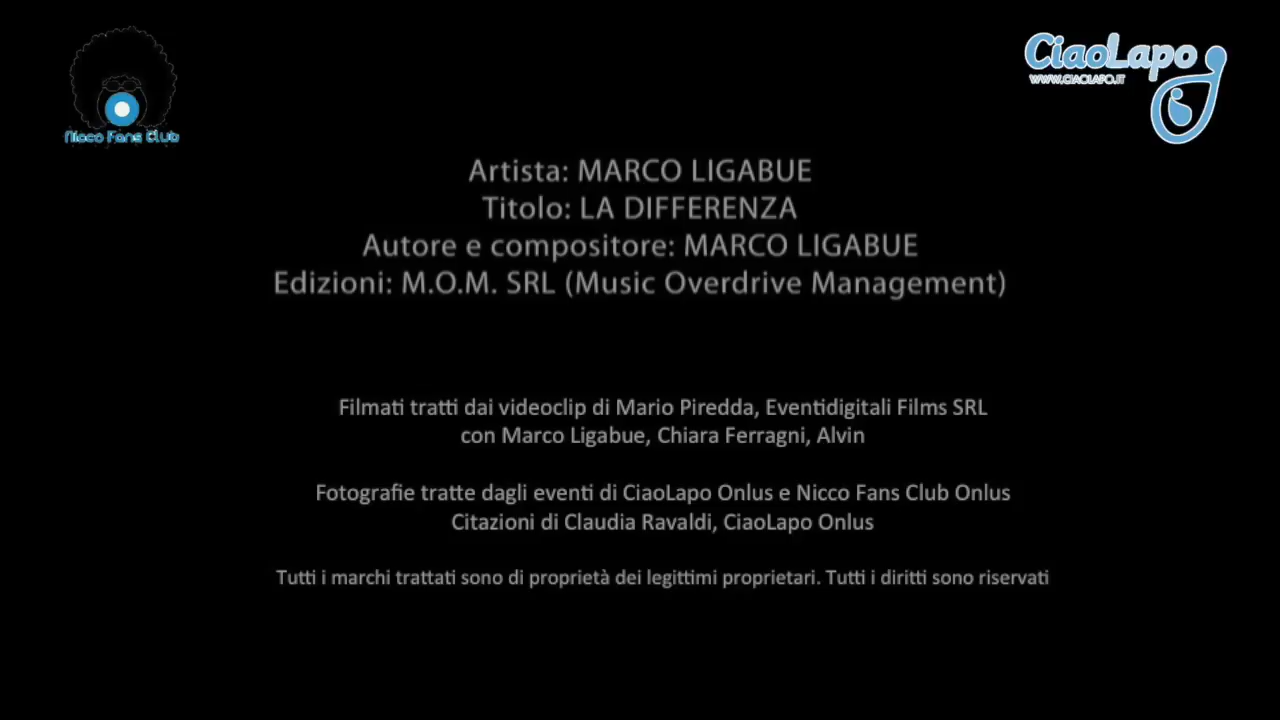 Nicco Fans Club
CiaoLapo
WWW.CIAOLAPO.IT
Artista: MARCO LIGABUE
Titolo: LA DIFFERENZA
Autore e compositore: MARCO LIGABUE
Edizioni: M.O.M. SRL (Music Overdrive Management)
Filmati tratti dai videoclip di Mario Piredda, Eventidigitali Films SRL
con Marco Ligabue, Chiara Ferragni, Alvin
Fotografie tratte dagli eventi di CiaoLapo Onlus e Nicco Fans Club Onlus
Citazioni di Claudia Ravaldi, CiaoLapo Onlus
Tutti i marchi trattati sono di proprietà dei legittimi proprietari. Tutti i diritti sono riservati